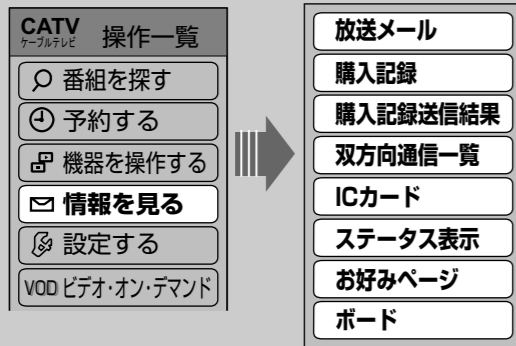 CATV 操作一覧
ケーブルテレビ
番組を探す
予約する
機器を操作する
情報を見る
設定する
VOD ビデオ・オン・デマンド
放送メール
購入記録
購入記録送信結果
双方向通信一覧
ICカード
ステータス表示
お好みページ
ボード